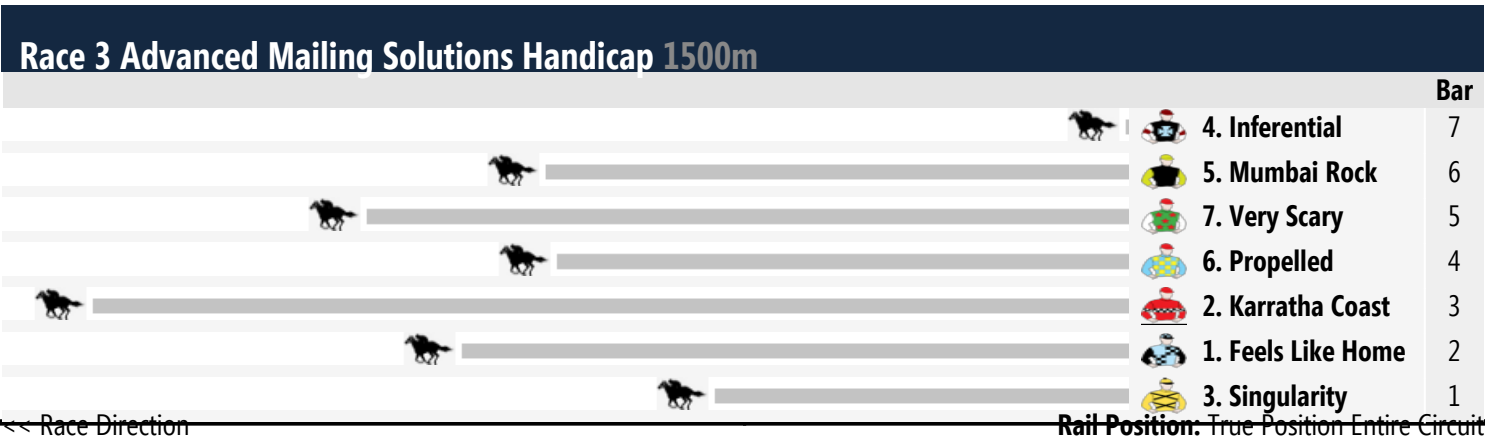 Race 3 Advanced Mailing Solutions Handicap 1500m
Bar
4. Inferential 7
5. Mumbai Rock 6
7. Very Scary 5
6. Propelled 4
2. Karratha Coast 3
1. Feels Like Home 2
3. Singularity 1
<< Race Direction Rail Position: True Position Entire Circuit